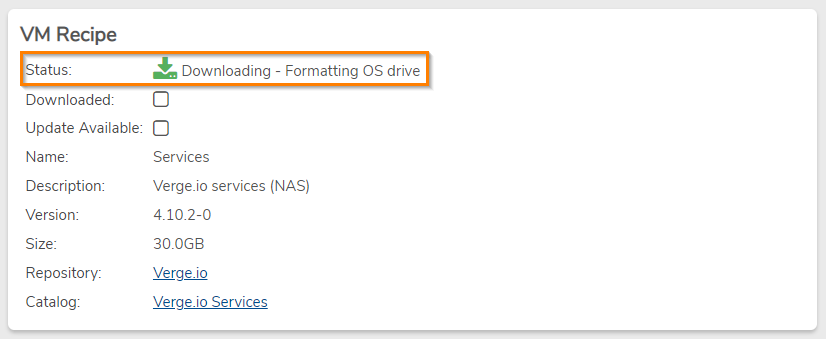 VM Recipe
Status: Downloading - Formatting OS drive
Downloaded:
Update Available:
Name: Services
Description: Verge.io services (NAS)
Version: 4.10.2-0
Size: 30.0GB
Repository: Verge.io
Catalog: Verge.io Services